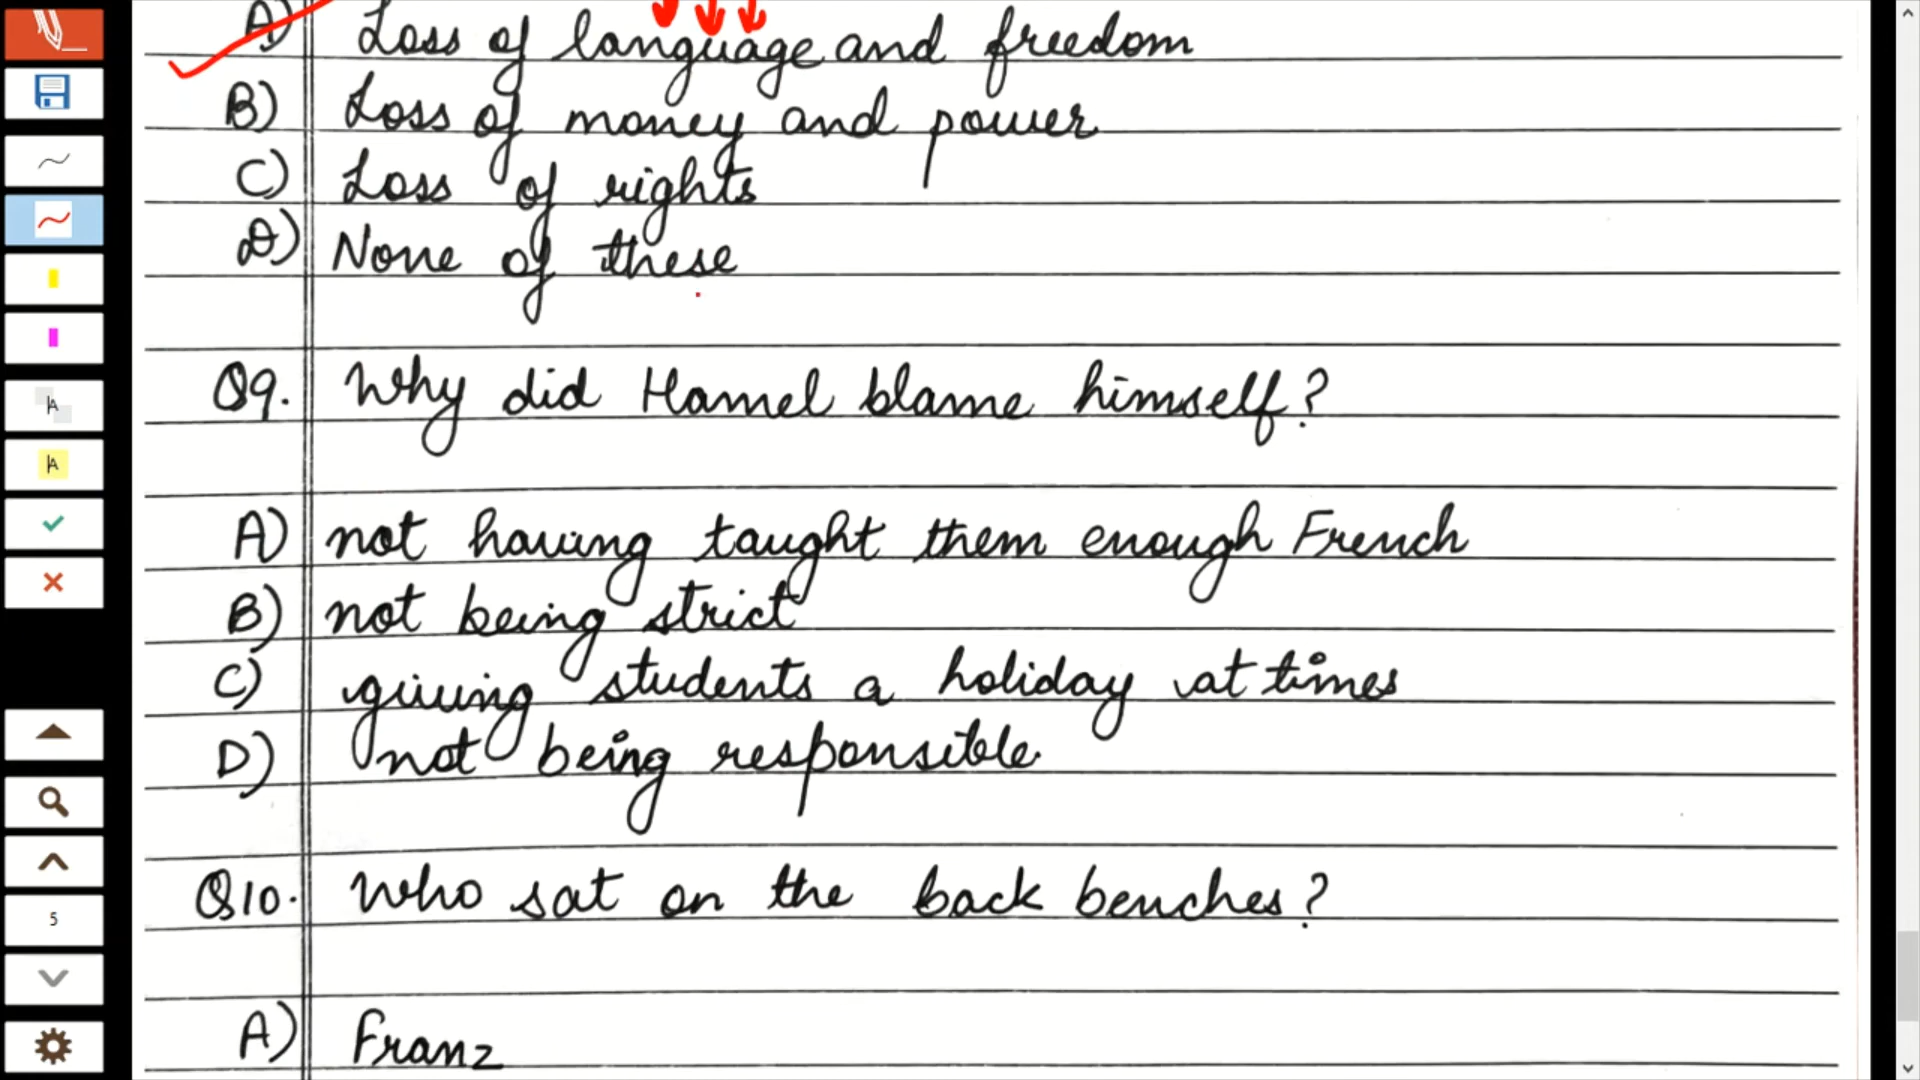 A) Loss of language and freedom
B) Loss of money and power
C) Loss of rights
D) None of these
Q9. Why did Hamel blame himself?
A) not having taught them enough French
B) not being strict
C) giving students a holiday at times
D) not being responsible
Q10. Who sat on the back benches?
A) Franz
A
A
5